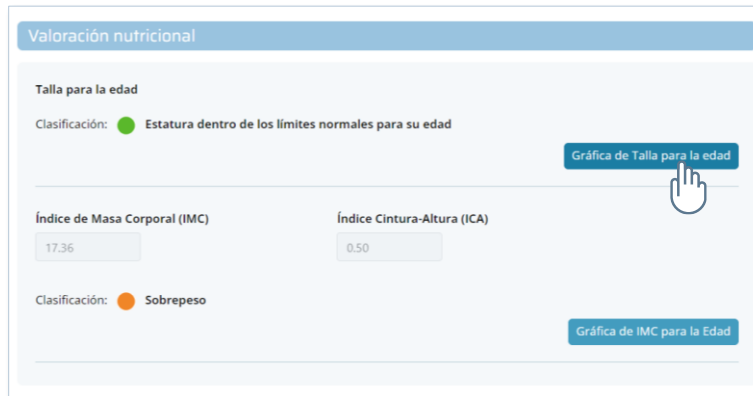 Valoración nutricional
Talla para la edad
Clasificación: Estatura dentro de los límites normales para su edad
Gráfica de Talla para la edad
Índice de Masa Corporal (IMC) Índice Cintura-Altura (ICA)
17.36 0.50
Clasificación: Sobrepeso
Gráfica de IMC para la Edad